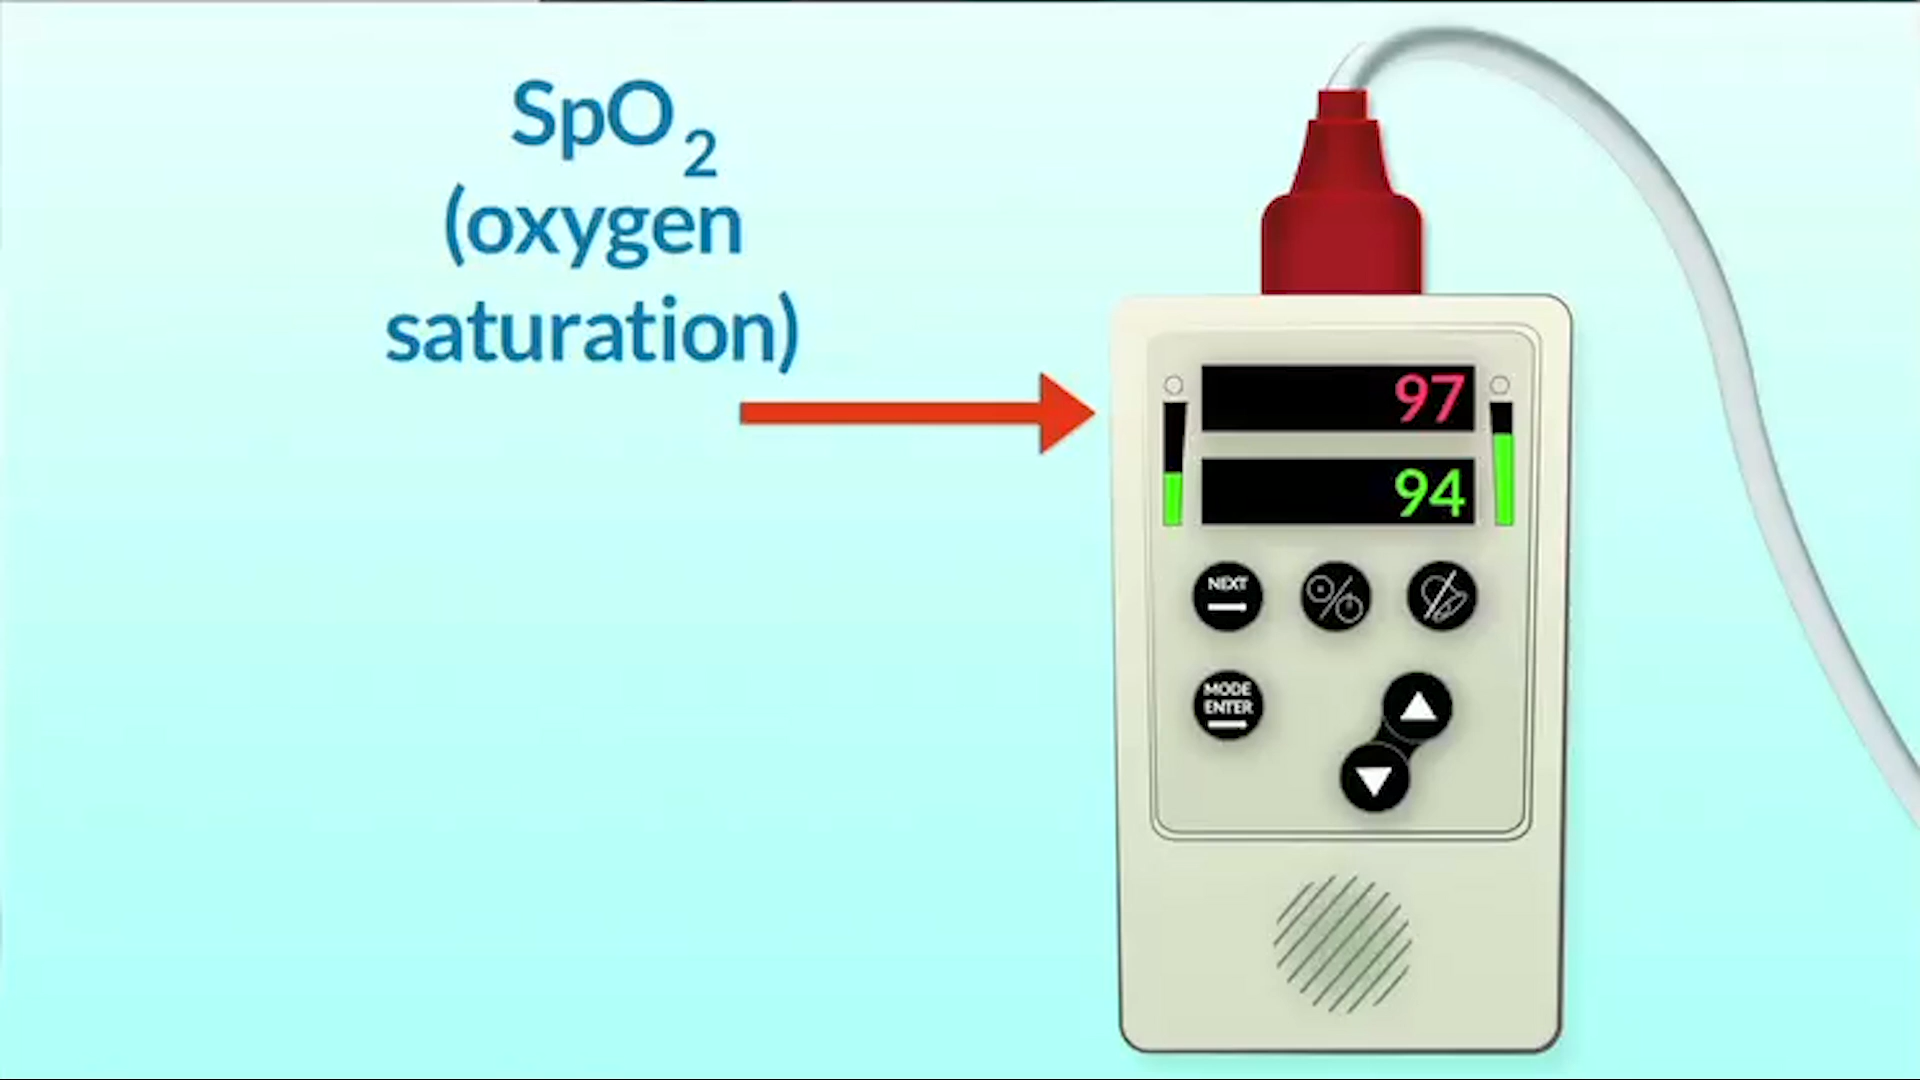 SpO2
(oxygen
saturation)
97
94
NEXT
MODE
ENTER